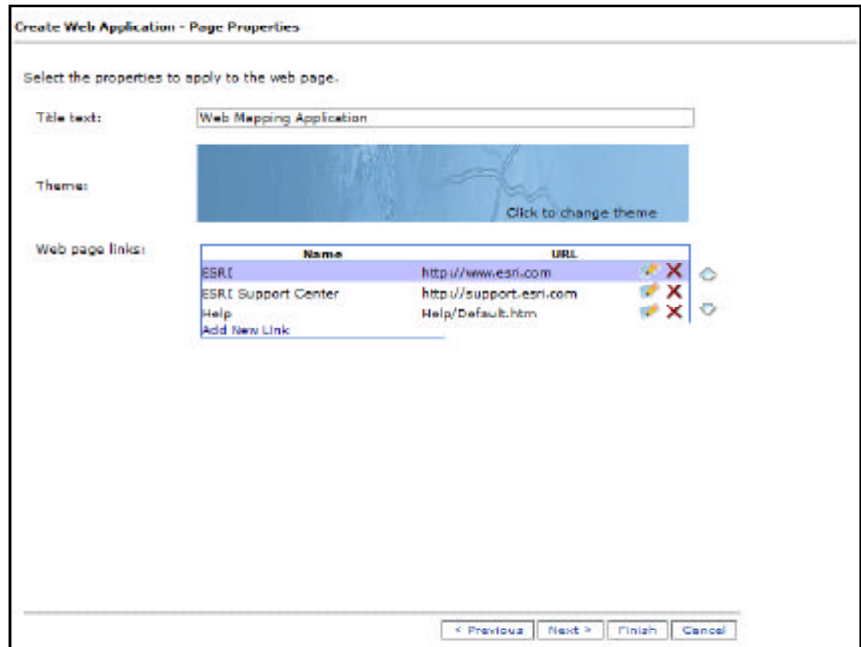 Create Web Application - Page Properties
Select the properties to apply to the web page.
Title text: Web Mapping Application
Theme: Click to change theme
Web page links:
Name URL
ESRI http://www.esri.com
ESRI Support Center http://support.esri.com
Help Help/Default.htm
Add New Link
< Previous Next > Finish Cancel